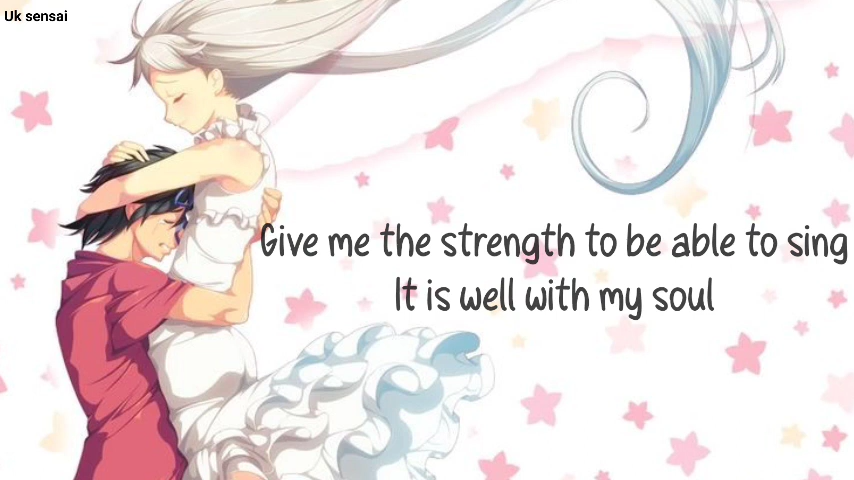 Uk sensai
Give me the strength to be able to sing
It is well with my soul